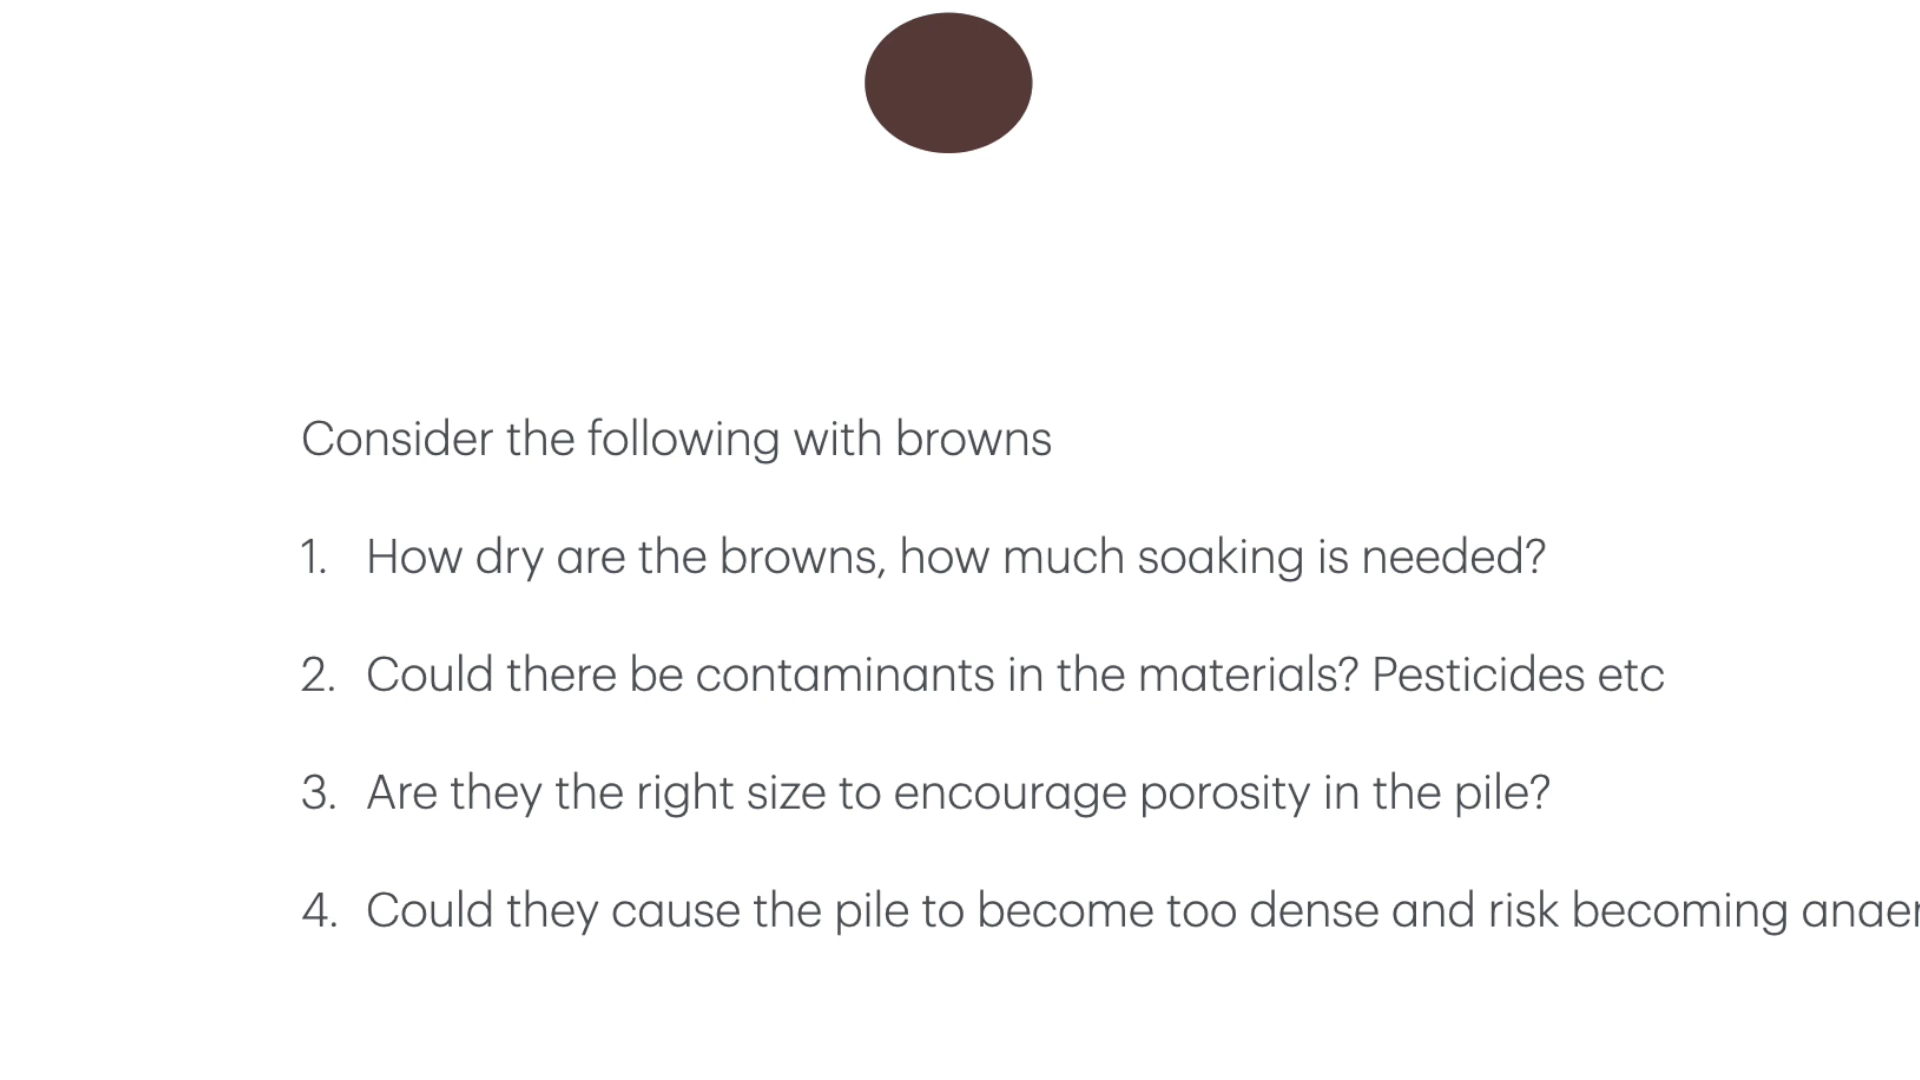 Consider the following with browns
1. How dry are the browns, how much soaking is needed?
2. Could there be contaminants in the materials? Pesticides etc
3. Are they the right size to encourage porosity in the pile?
4. Could they cause the pile to become too dense and risk becoming